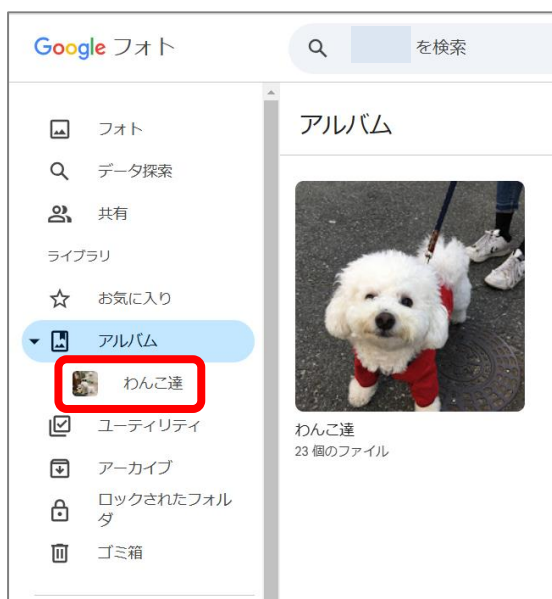 Google フォト
を検索
フォト
データ探索
共有
ライブラリ
お気に入り
アルバム
わんこ達
ユーティリティ
アーカイブ
ロックされたフォル
ダ
ゴミ箱
アルバム
わんこ達
23 個のファイル